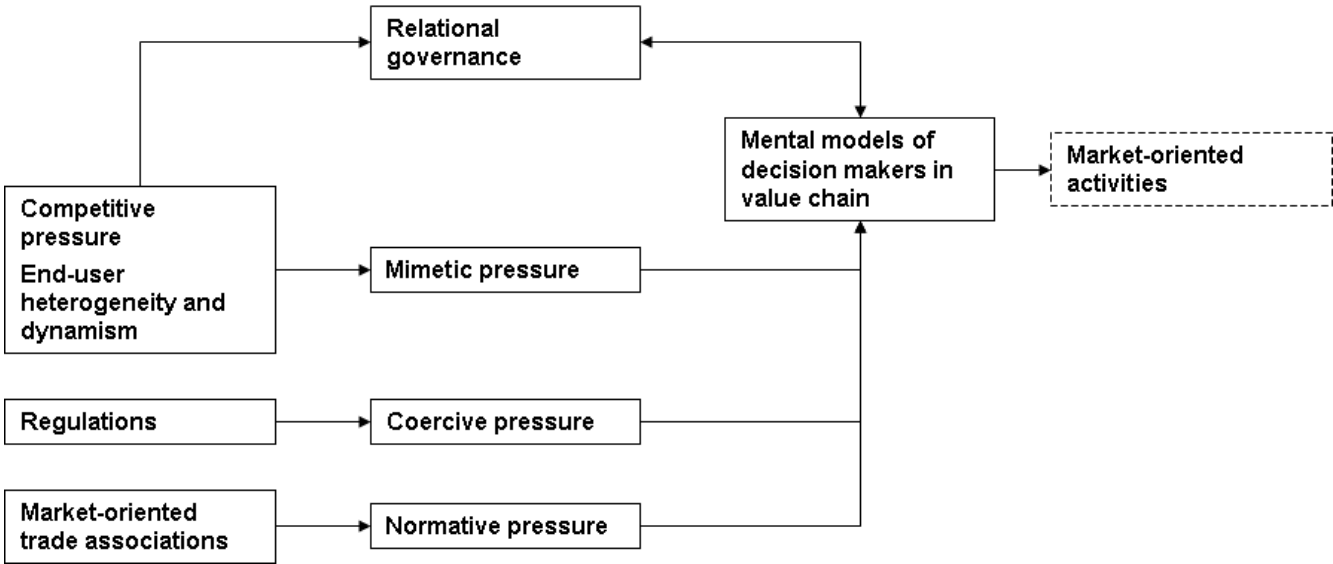 Relational
governance
Mental models of
decision makers in
value chain
Market-oriented
activities
Competitive
pressure
End-user
heterogeneity and
dynamism
Mimetic pressure
Regulations
Coercive pressure
Market-oriented
trade associations
Normative pressure